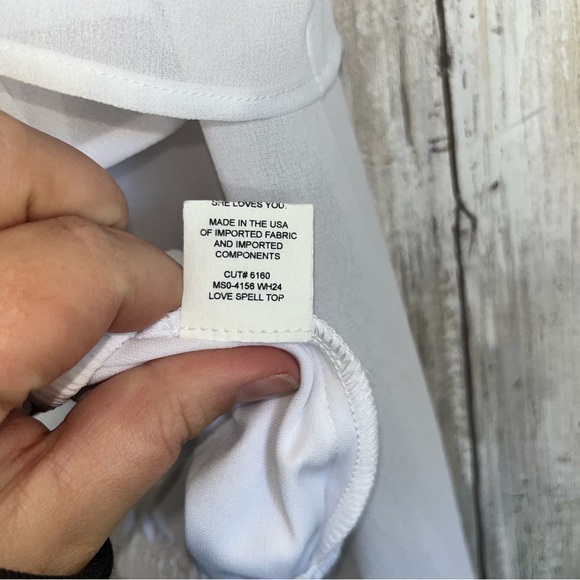 SHE LOVES YOU.
MADE IN THE USA
OF IMPORTED FABRIC
AND IMPORTED
COMPONENTS
CUT# 6160
MS0-4156 WH24
LOVE SPELL TOP